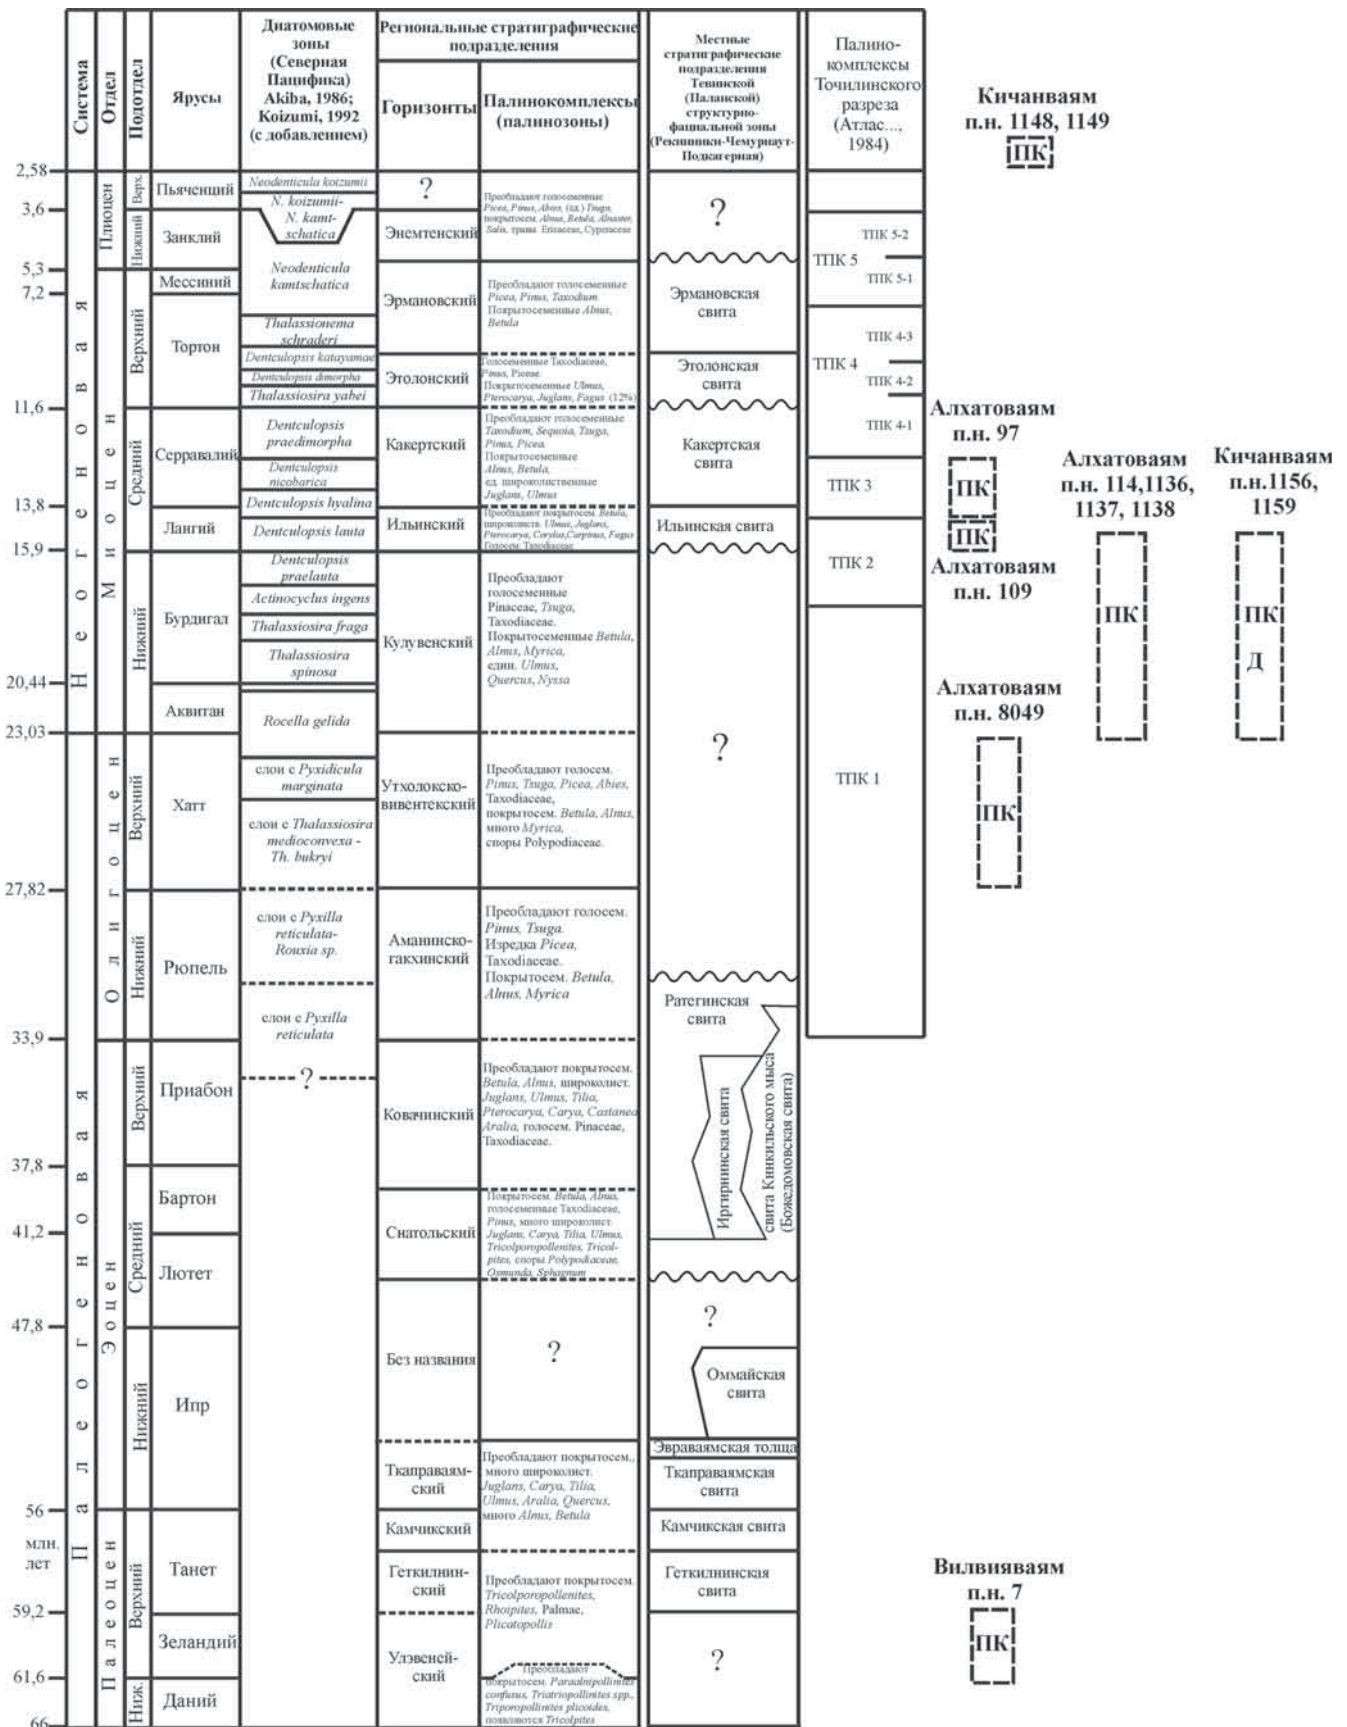 Система
Отдел
Подотдел
Ярусы
Диатомовые
зоны
(Северная
Пацифика)
Akiba, 1986;
Koizumi, 1992
(с добавлением)
Региональные стратиграфические
подразделения
Горизонты
Палинокомплексы
(палинозоны)
Местные
стратиграфические
подразделения
Тевинской
(Паланской)
структурно-
фациальной зоны
(Рекинники-Чемурнаут-
Подкагерная)
Палино-
комплексы
Точилинского
разреза
(Атлас...,
1984)
2,58
3,6
5,3
7,2
11,6
13,8
15,9
20,44
23,03
27,82
33,9
37,8
41,2
47,8
56
млн.
лет
59,2
61,6
66
Неогеновая
Палеогеновая
Плиоцен
Миоцен
Олигоцен
Эоцен
Палеоцен
Верх.
Нижний
Верхний
Средний
Нижний
Верхний
Нижний
Верхний
Средний
Нижний
Верхний
Ниж.
Пьяченций
Занклий
Мессиний
Тортон
Серравалий
Лангий
Бурдигал
Аквитан
Хатт
Рюпель
Приабон
Бартон
Лютет
Ипр
Танет
Зеландий
Даний
Neodenticula koizumii
N. koizumii-
N. kamt-
schatica
Neodenticula
kamtschatica
Thalassionema
schraderi
Dentculopsis katayamae
Dentculopsis dimorpha
Thalassiosira yabei
Dentculopsis
praedimorpha
Dentculopsis
nicobarica
Dentculopsis hyalina
Dentculopsis lauta
Dentculopsis
praelauta
Actinocyclus ingens
Thalassiosira fraga
Thalassiosira
spinosa
Rocella gelida
слои с Pyxidicula
marginata
слои с Thalassiosira
medioconvexa -
Th. bukryi
слои с Pyxilla
reticulata-
Rouxia sp.
слои с Pyxilla
reticulata
?
?
Энемтенский
Эрмановский
Этолонский
Какертский
Ильинский
Кулувенский
Утхолокско-
вивентекский
Аманинско-
гакхинский
Ковачинский
Снатольский
Без названия
Ткаправаям-
ский
Камчикский
Геткилнин-
ский
Улэвеней-
ский
Преобладают голосеменные
Picea, Pinus, Abies, (ед.) Tsuga,
покрытосем. Alnus, Betula, Alnaster,
Salix, травы Ericaceae, Cyperaceae
Преобладают голосеменные
Picea, Pinus, Taxodium
Покрытосеменные Alnus,
Betula
Голосеменные Taxodiaceae,
Pinus, Piceae.
Покрытосеменные Ulmus,
Pterocarya, Juglans, Fagus (12%)
Преобладают голосеменные
Taxodium, Sequoia, Tsuga,
Pinus, Picea.
Покрытосеменные
Alnus, Betula,
ед. широколиственные
Juglans, Ulmus
Преобладают покрытосем. Betula,
широколиств. Ulmus, Juglans,
Pterocarya, Corylus, Carpinus, Fagus
Голосем. Taxodiaceae
Преобладают
голосеменные
Pinaceae, Tsuga,
Taxodiaceae.
Покрытосеменные Betula,
Alnus, Myrica,
един. Ulmus,
Quercus, Nyssa
Преобладают голосем.
Pinus, Tsuga, Picea, Abies,
Taxodiaceae,
покрытосем. Betula, Alnus,
много Myrica,
споры Polypodiaceae.
Преобладают голосем.
Pinus, Tsuga.
Изредка Picea,
Taxodiaceae.
Покрытосем. Betula,
Alnus, Myrica
Преобладают покрытосем.
Betula, Alnus, широколист.
Juglans, Ulmus, Tilia,
Pterocarya, Carya, Castanea
Aralia, голосем. Pinaceae,
Taxodiaceae.
Покрытосем. Betula, Alnus,
голосеменные Taxodiaceae,
Pinus, много широколист.
Juglans, Carya, Tilia, Ulmus,
Tricolporopollenites, Tricol-
pites, споры Polypodiaceae,
Osmunda, Sphagnum
?
Преобладают покрытосем.,
много широколист.
Juglans, Carya, Tilia,
Ulmus, Aralia, Quercus,
много Alnus, Betula
Преобладают покрытосем.
Tricolporopollenites,
Rhoipites, Palmae,
Plicatopollis
Преобладают
покрытосем. Paraalnipollinites
confusus, Triatriopollinites spp.,
Triporopollinites plicoides,
появляются Tricolpites
?
Эрмановская
свита
Этолонская
свита
Какертская
свита
Ильинская свита
?
Ратегинская
свита
Иргирнинская свита
свита Кинкильского мыса
(Божедомовская свита)
?
Оммайская
свита
Эвраваямская толща
Ткаправаямская
свита
Камчикская свита
Геткилнинская
свита
?
ТПК 5-2
ТПК 5
ТПК 5-1
ТПК 4-3
ТПК 4
ТПК 4-2
ТПК 4-1
ТПК 3
ТПК 2
ТПК 1
Кичанваям
п.н. 1148, 1149
ПК
Алхатоваям
п.н. 97
ПК
ПК
Алхатоваям
п.н. 109
Алхатоваям
п.н. 114,1136,
1137, 1138
ПК
Кичанваям
п.н.1156,
1159
ПК
Д
Алхатоваям
п.н. 8049
ПК
Вилвияваям
п.н. 7
ПК